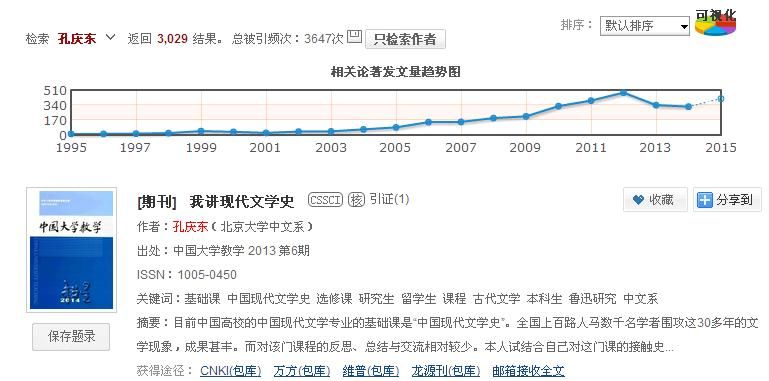 排序： 默认排序 可视化
检索 孔庆东 返回 3,029 结果。总被引频次：3647次 只检索作者
相关论著发文量趋势图
510
340
170
0
1995 1997 1999 2001 2003 2005 2007 2009 2011 2013 2015
[期刊] 我讲现代文学史 CSSCI 核 引证(1) 收藏 分享到
作者：孔庆东（北京大学中文系）
出处：中国大学教学 2013 第6期
ISSN：1005-0450
关键词：基础课 中国现代文学史 选修课 研究生 留学生 课程 古代文学 本科生 鲁迅研究 中文系
摘要：目前中国高校的中国现代文学专业的基础课是“中国现代文学史”。全国上百路人马数千名学者围攻这30多年的文
学现象，成果甚丰。而对该门课程的反思、总结与交流相对较少。本人试结合自己对这门课的接触史...
获得途径： CNKI(包库) 万方(包库) 维普(包库) 龙源刊(包库) 邮箱接收全文
中国大学教学
2014
保存题录